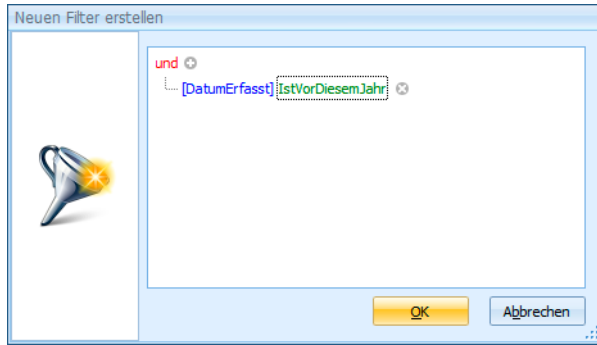 Neuen Filter erstellen
und
[DatumErfasst] IstVorDiesemJahr
OK Abbrechen